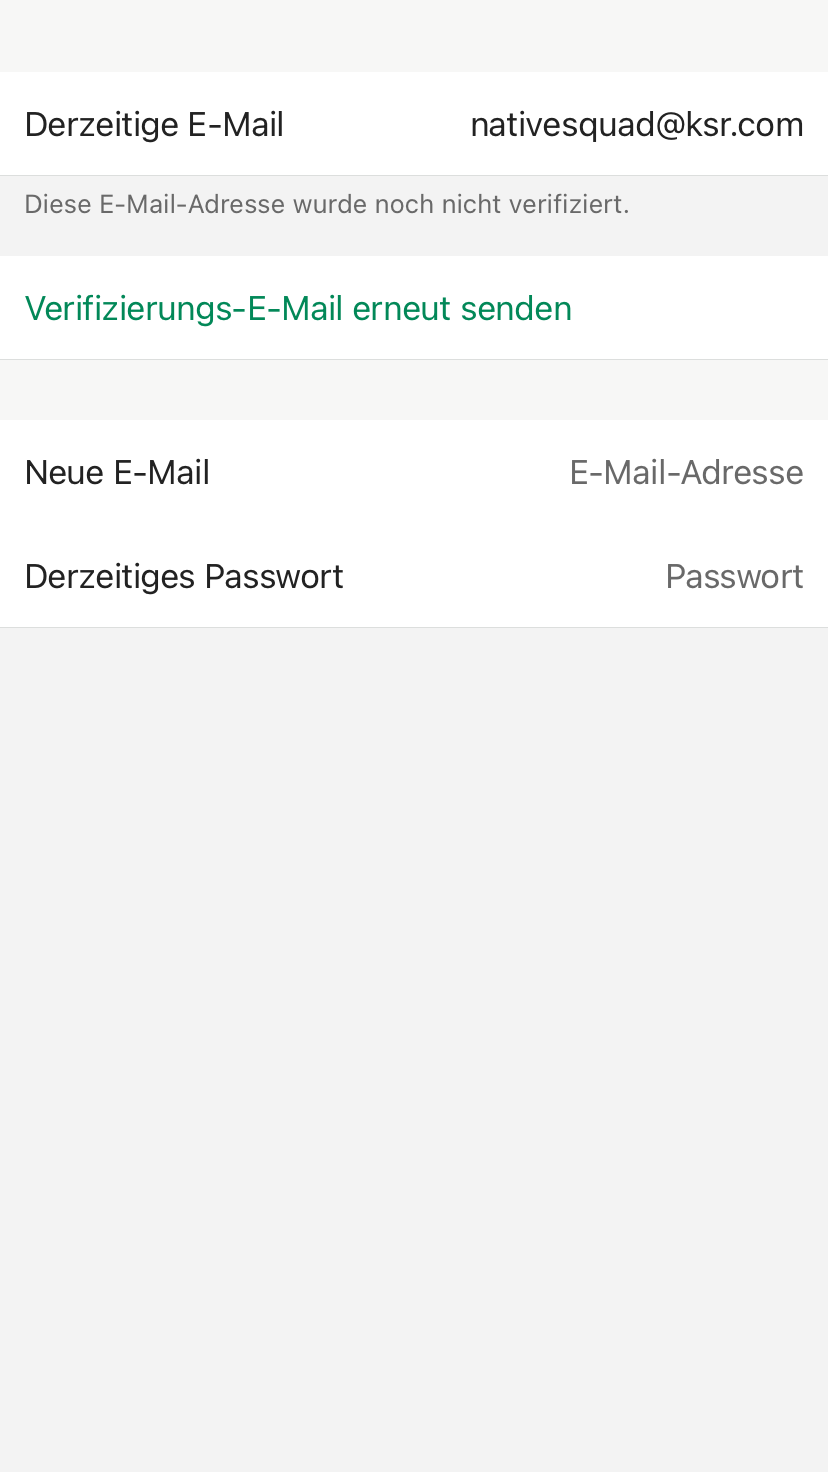 Derzeitige E-Mail nativesquad@ksr.com
Diese E-Mail-Adresse wurde noch nicht verifiziert.
Verifizierungs-E-Mail erneut senden
Neue E-Mail E-Mail-Adresse
Derzeitiges Passwort Passwort